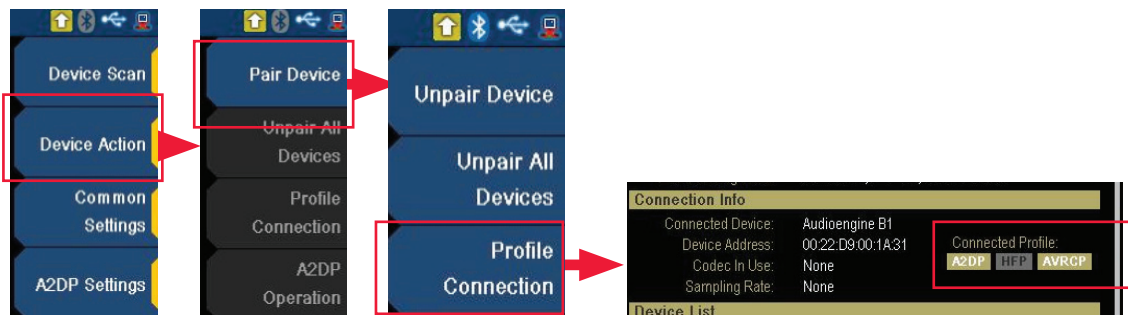 Device Scan
Device Action
Common
Settings
A2DP Settings
Pair Device
Unpair All
Devices
Profile
Connection
A2DP
Operation
Unpair Device
Unpair All
Devices
Profile
Connection
Connection Info
Connected Device: Audioengine B1
Device Address: 00:22:D9:00:1A:31
Codec In Use: None
Sampling Rate: None
Connected Profile:
A2DP HFP AVRCP
Device List